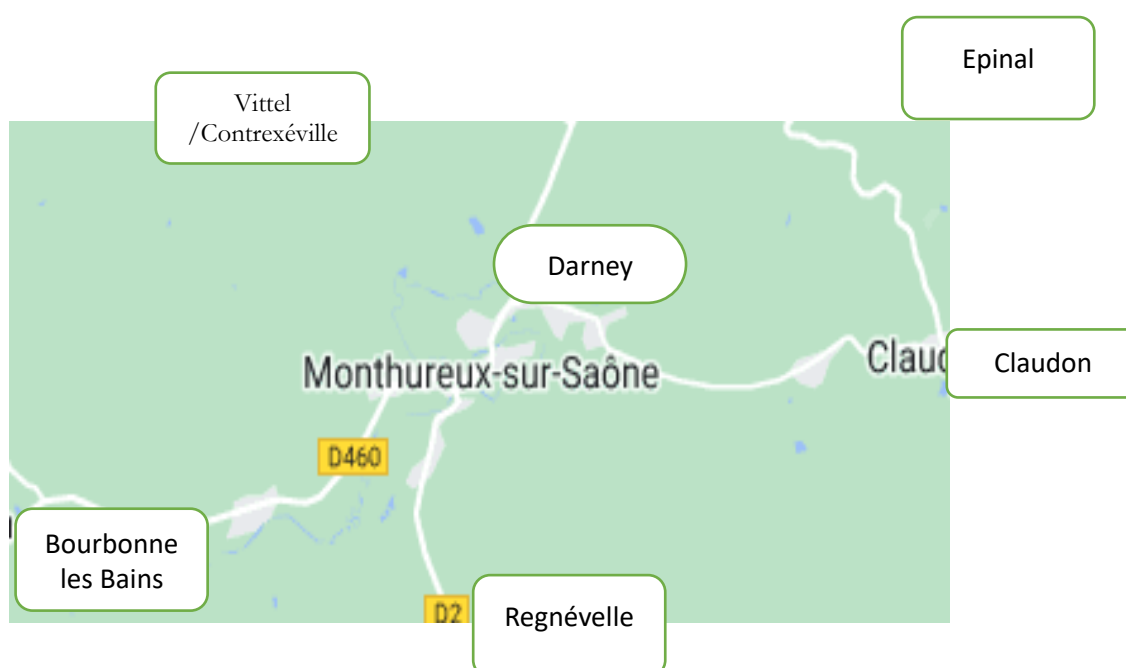 Epinal
Vittel
/Contrexéville
Darney
Monthureux-sur-Saône
Claud
Claudon
D460
Bourbonne
les Bains
D2
Regnévelle